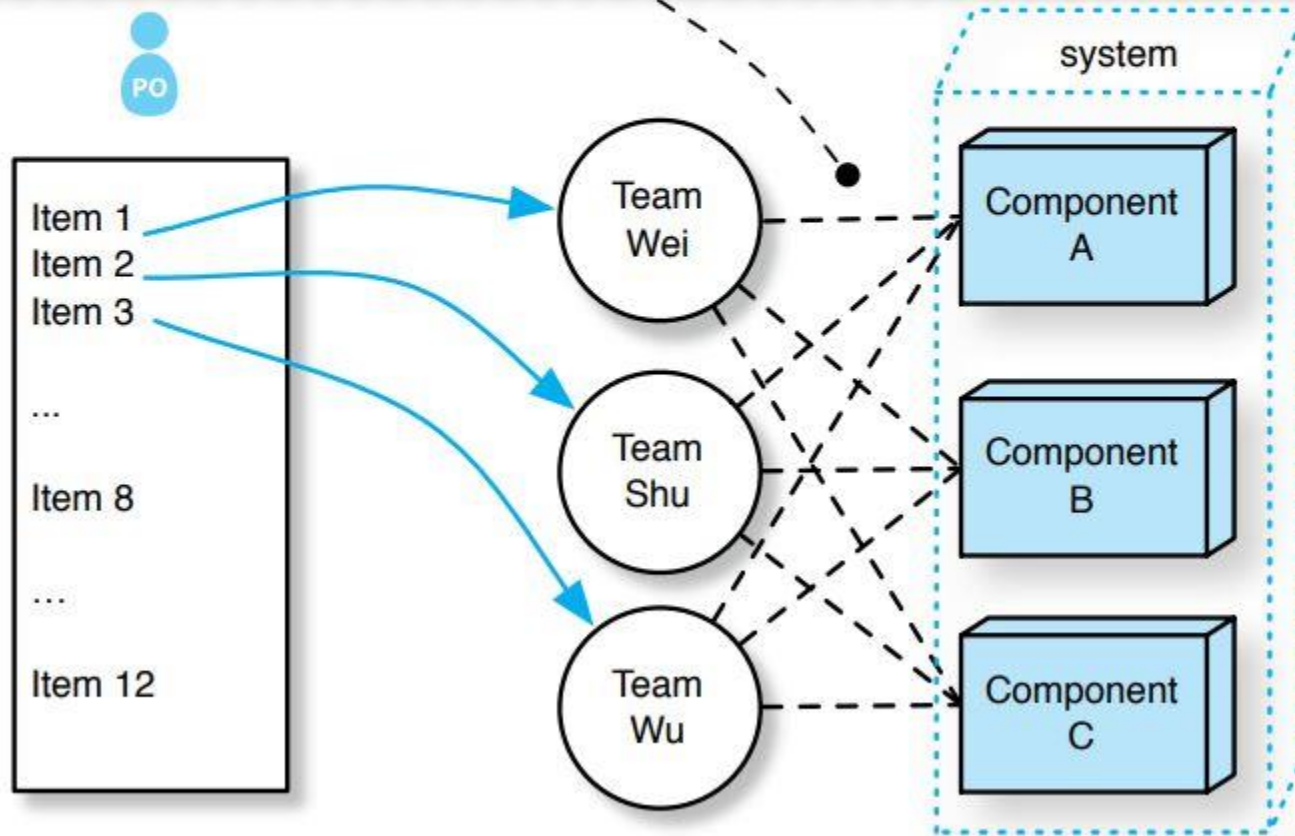 PO
Item 1
Item 2
Item 3
...
Item 8
...
Item 12
Team
Wei
Team
Shu
Team
Wu
system
Component
A
Component
B
Component
C